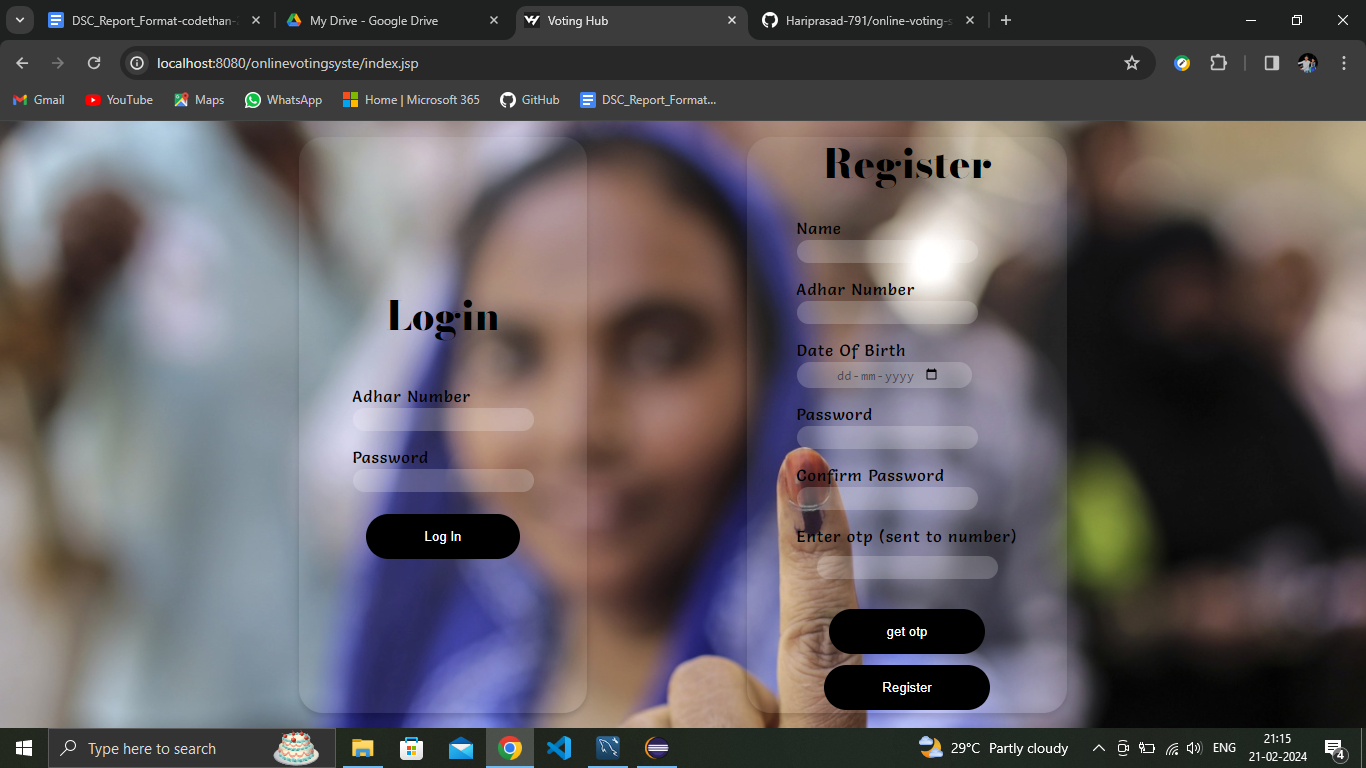 DSC_Report_Format-codethan-
My Drive - Google Drive
Voting Hub
Hariprasad-791/online-voting-s
localhost:8080/onlinevotingsyste/index.jsp
Gmail
YouTube
Maps
WhatsApp
Home | Microsoft 365
GitHub
DSC_Report_Format...
Login
Adhar Number
Password
Log In
Register
Name
Adhar Number
Date Of Birth
dd-mm-yyyy
Password
Confirm Password
Enter otp (sent to number)
get otp
Register
Type here to search
29°C Partly cloudy
ENG
21:15
21-02-2024
4